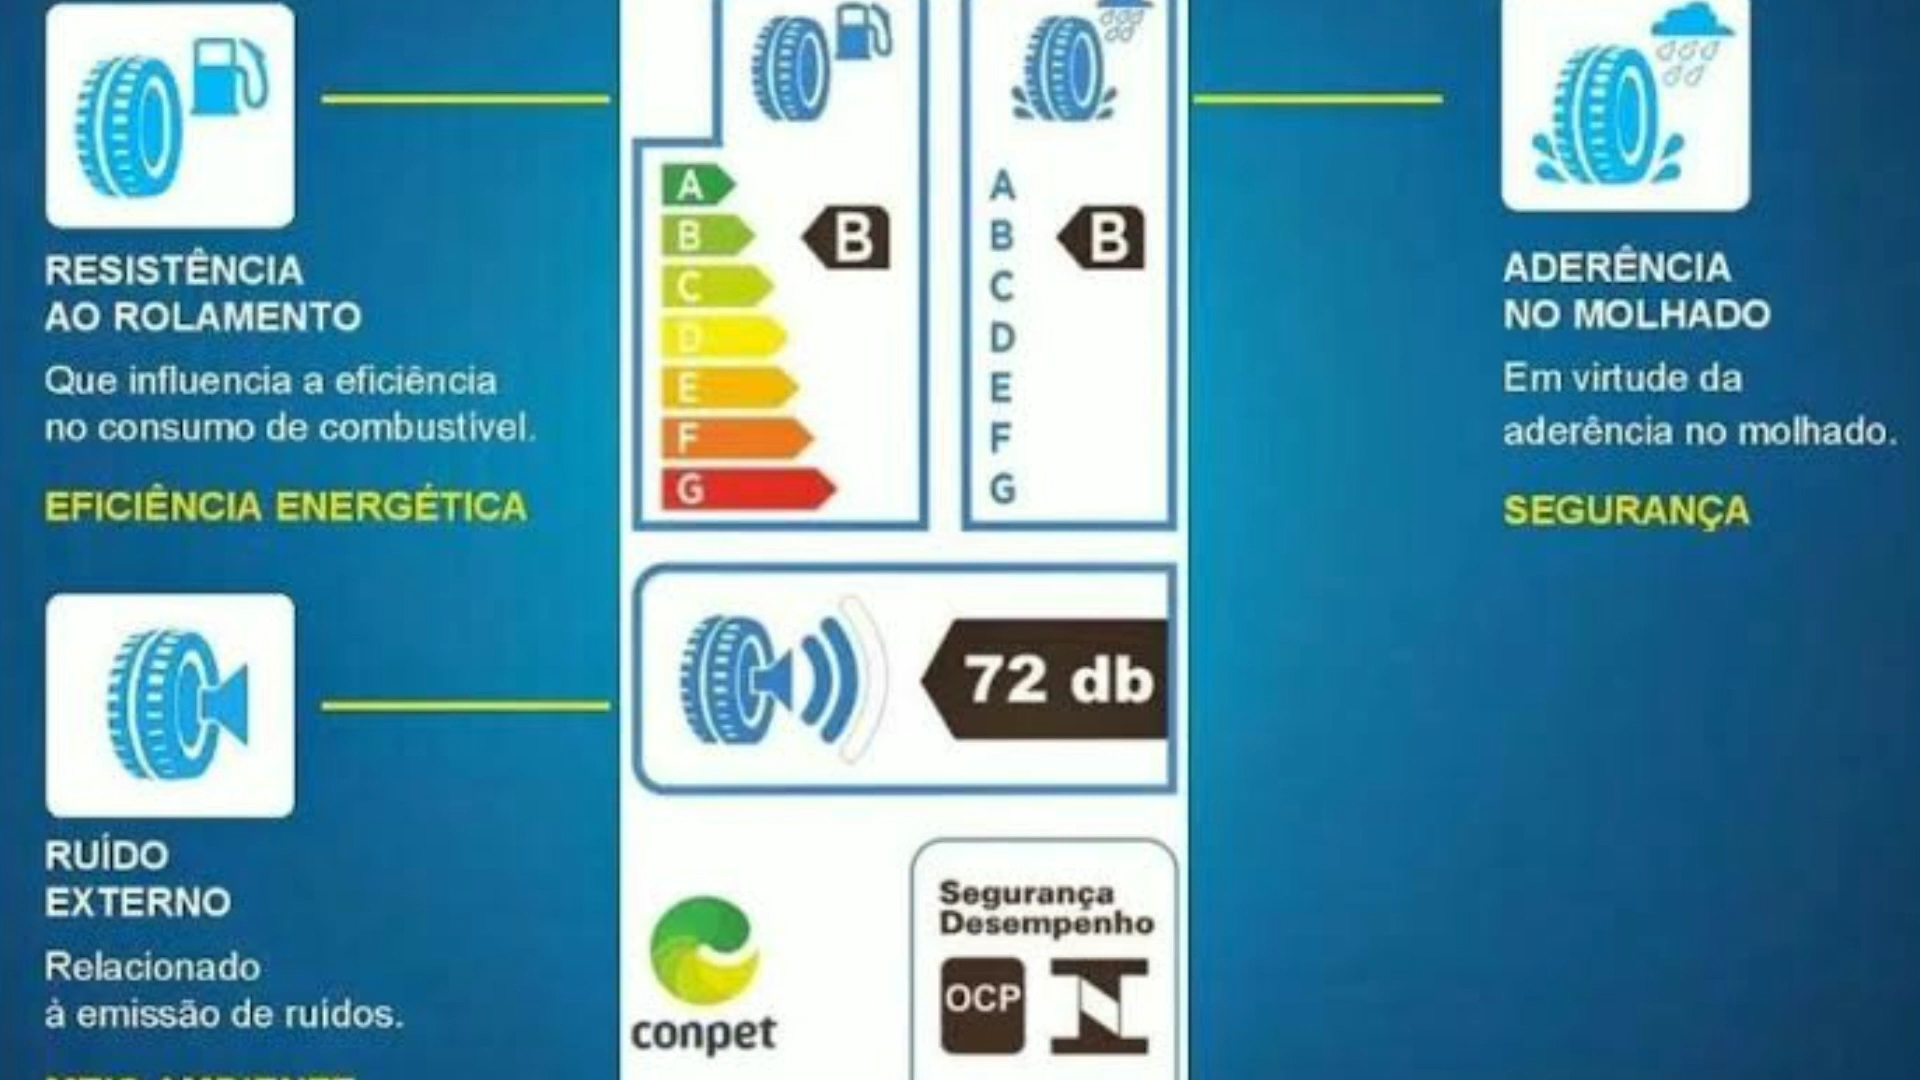 RESISTÊNCIA
AO ROLAMENTO
Que influencia a eficiência
no consumo de combustível.
EFICIÊNCIA ENERGÉTICA
RUÍDO
EXTERNO
Relacionado
à emissão de ruídos.
A
B
C
D
E
F
G
B
A
B
C
D
E
F
G
B
72 db
conpet
Segurança
Desempenho
OCP
ADERÊNCIA
NO MOLHADO
Em virtude da
aderência no molhado.
SEGURANÇA